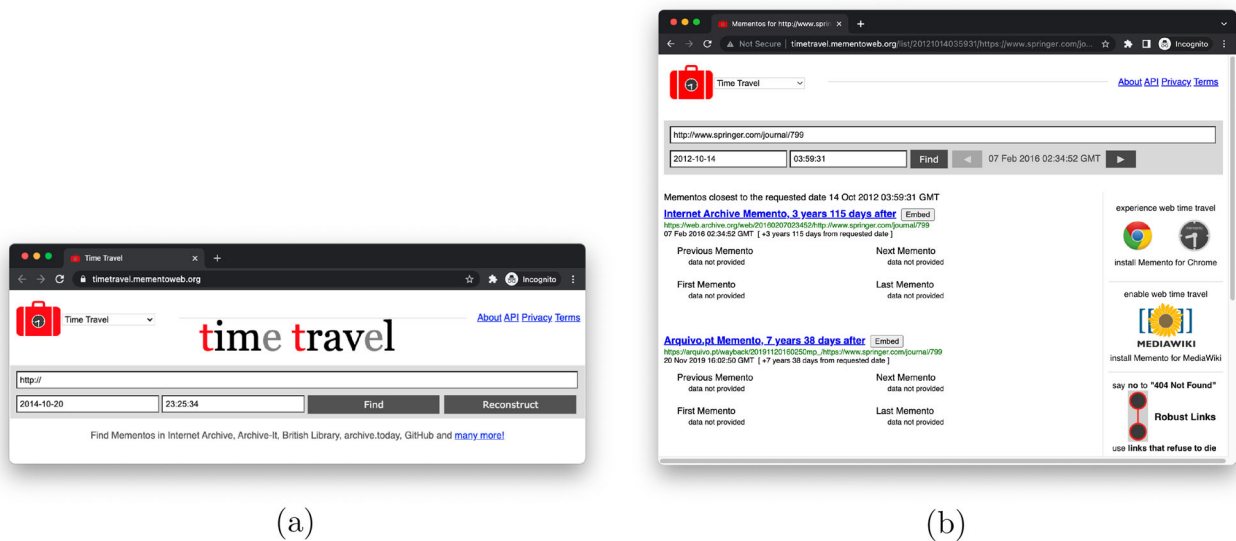 Time Travel
timetravel.mementoweb.org
Incognito
Time Travel
time travel
About API Privacy Terms
http://
2014-10-20
23:25:34
Find
Reconstruct
Find Mementos in Internet Archive, Archive-It, British Library, archive.today, GitHub and many more!
(a)
Mementos for http://www.sprin
Not Secure | timetravel.mementoweb.org/list/20121014035931/https://www.springer.com/jo...
Incognito
Time Travel
About API Privacy Terms
http://www.springer.com/journal/799
2012-10-14
03:59:31
Find
07 Feb 2016 02:34:52 GMT
Mementos closest to the requested date 14 Oct 2012 03:59:31 GMT
Internet Archive Memento, 3 years 115 days after Embed
https://web.archive.org/web/20160207023452/http://www.springer.com/journal/799
07 Feb 2016 02:34:52 GMT [ +3 years 115 days from requested date ]
Previous Memento
data not provided
Next Memento
data not provided
First Memento
data not provided
Last Memento
data not provided
Arquivo.pt Memento, 7 years 38 days after Embed
https://arquivo.pt/wayback/20191120160250mp_/https://www.springer.com/journal/799
20 Nov 2019 16:02:50 GMT [ +7 years 38 days from requested date ]
Previous Memento
data not provided
Next Memento
data not provided
First Memento
data not provided
Last Memento
data not provided
experience web time travel
install Memento for Chrome
enable web time travel
[[ ]]
MEDIAWIKI
install Memento for MediaWiki
say no to "404 Not Found"
Robust Links
use links that refuse to die
(b)